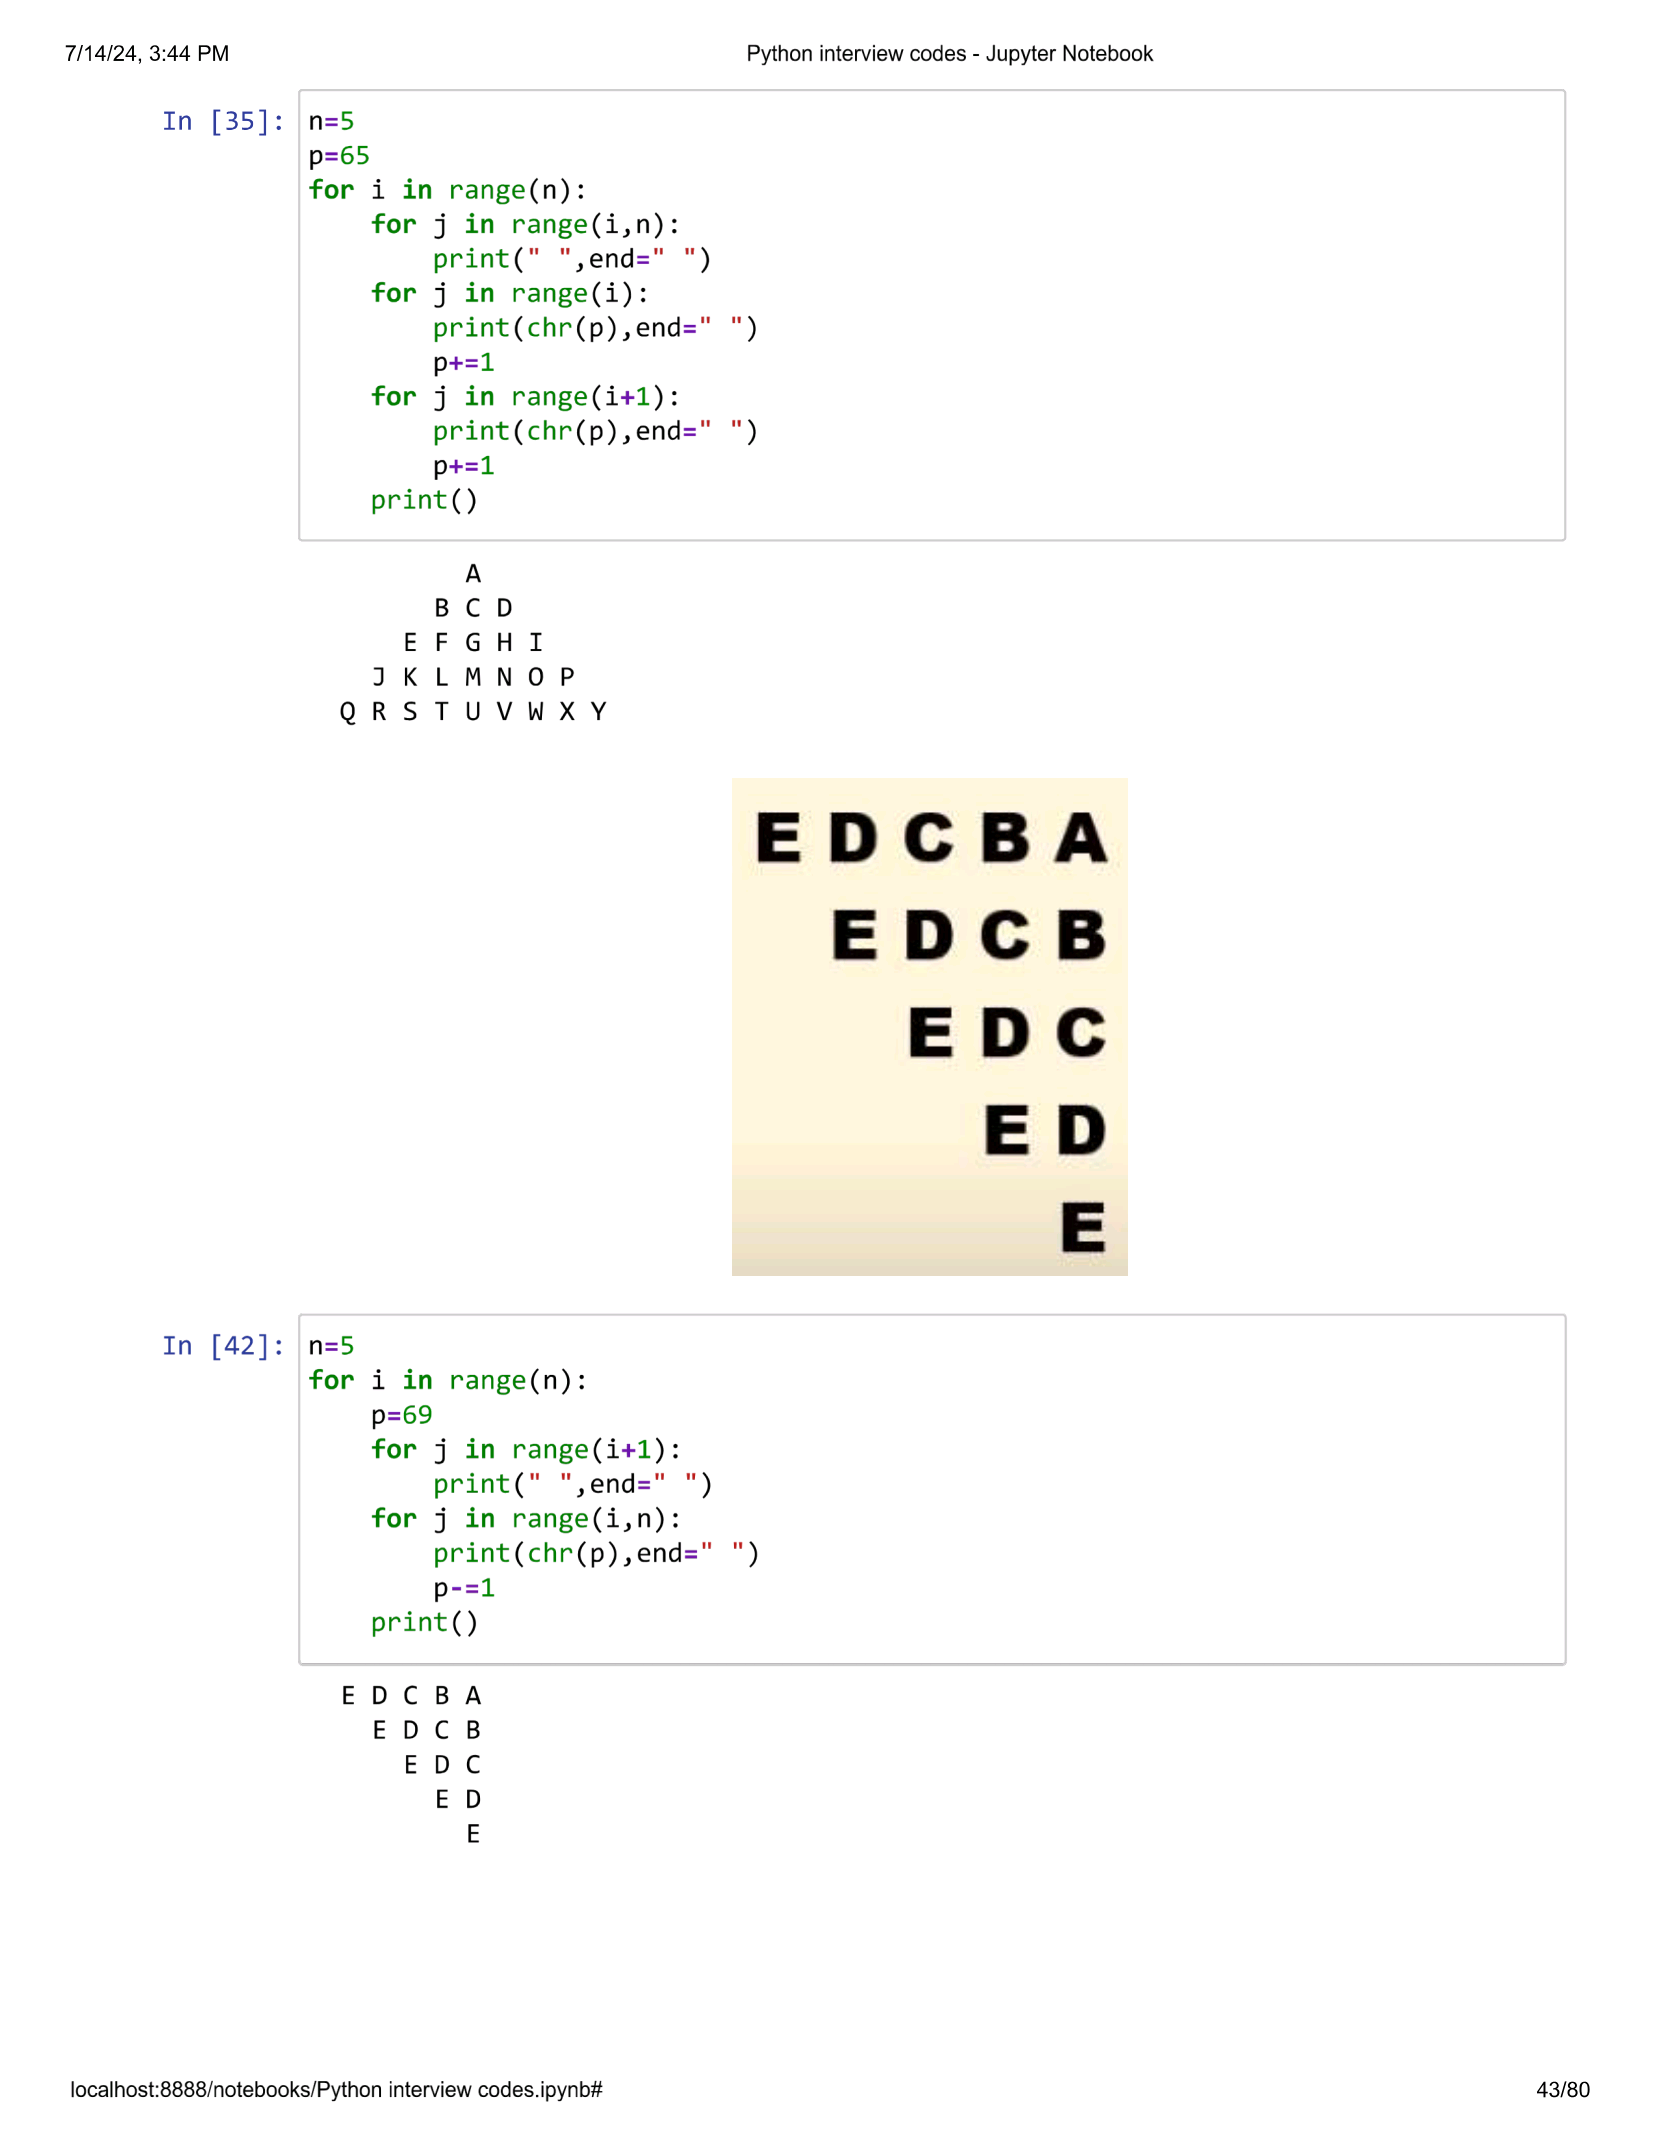 7/14/24, 3:44 PM Python interview codes - Jupyter Notebook
In [35]: n=5
p=65
for i in range(n):
    for j in range(i,n):
        print(" ",end=" ")
    for j in range(i):
        print(chr(p),end=" ")
        p+=1
    for j in range(i+1):
        print(chr(p),end=" ")
        p+=1
    print()
          A
        B C D
      E F G H I
    J K L M N O P
  Q R S T U V W X Y
E D C B A
  E D C B
    E D C
      E D
        E
In [42]: n=5
for i in range(n):
    p=69
    for j in range(i+1):
        print(" ",end=" ")
    for j in range(i,n):
        print(chr(p),end=" ")
        p-=1
    print()
  E D C B A
    E D C B
      E D C
        E D
          E
localhost:8888/notebooks/Python interview codes.ipynb# 43/80